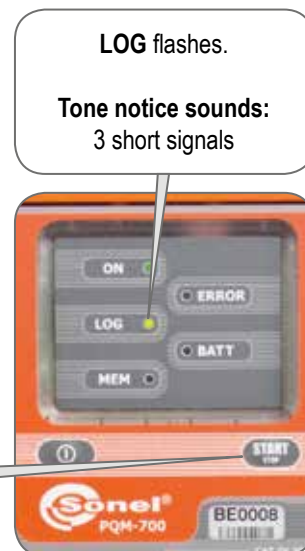 LOG flashes.
Tone notice sounds:
3 short signals
ON
ERROR
LOG
BATT
MEM
START
STOP
sonel®
PQM-700
BE0008